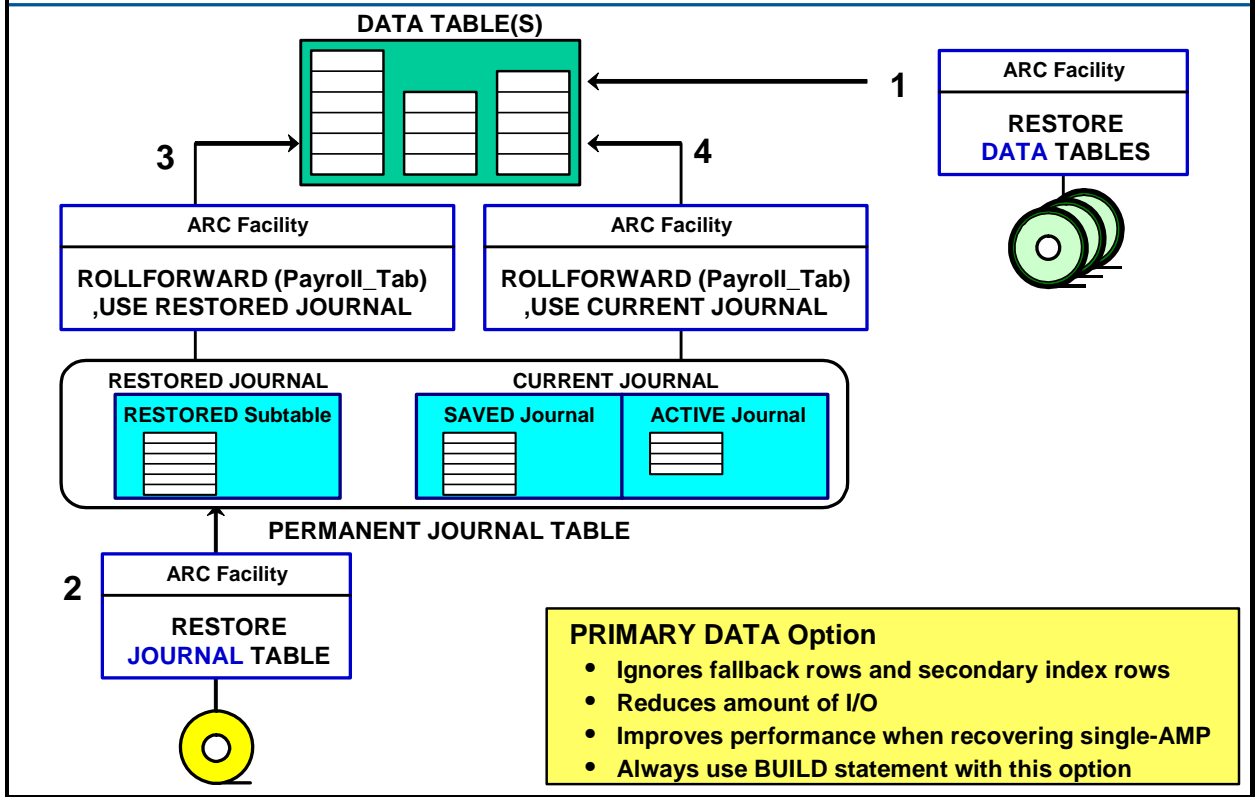 DATA TABLE(S)
1
ARC Facility
RESTORE
DATA TABLES
3
4
ARC Facility
ROLLFORWARD (Payroll_Tab)
,USE RESTORED JOURNAL
ARC Facility
ROLLFORWARD (Payroll_Tab)
,USE CURRENT JOURNAL
RESTORED JOURNAL
CURRENT JOURNAL
RESTORED Subtable
SAVED Journal
ACTIVE Journal
PERMANENT JOURNAL TABLE
2
ARC Facility
RESTORE
JOURNAL TABLE
PRIMARY DATA Option
• Ignores fallback rows and secondary index rows
• Reduces amount of I/O
• Improves performance when recovering single-AMP
• Always use BUILD statement with this option